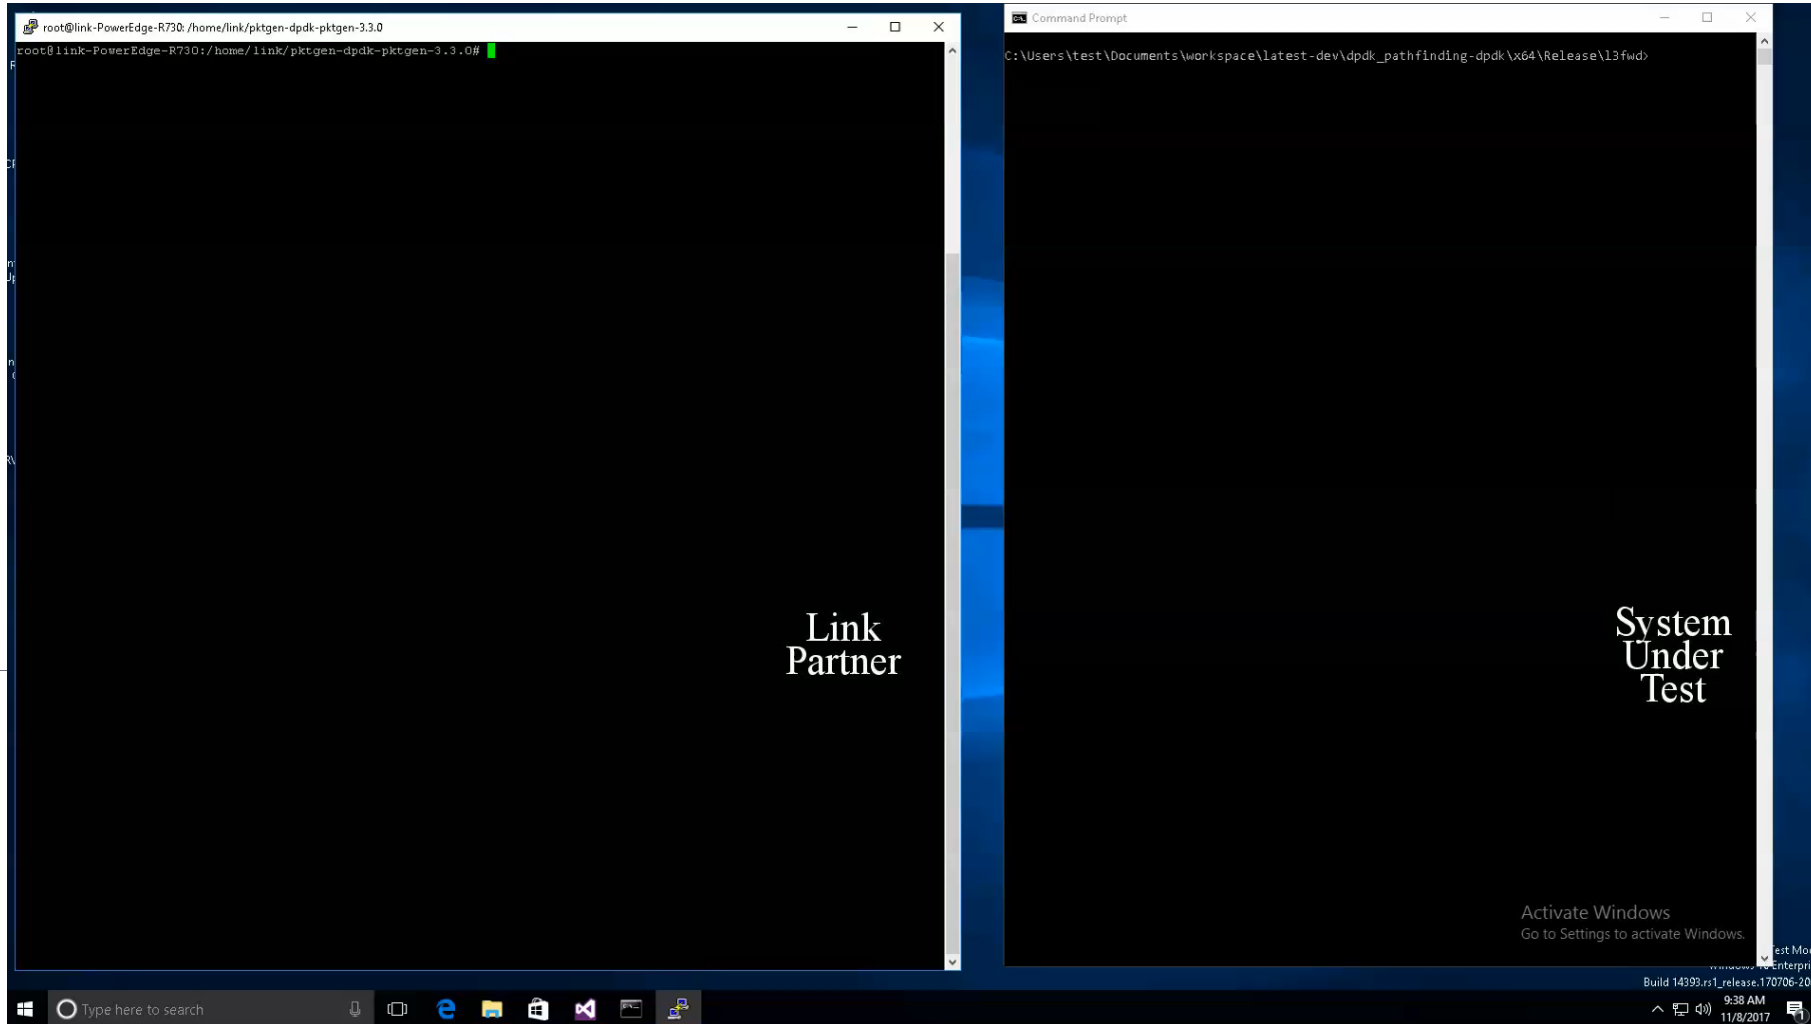 root@link-PowerEdge-R730: /home/link/pktgen-dpdk-pktgen-3.3.0
root@link-PowerEdge-R730:/home/link/pktgen-dpdk-pktgen-3.3.0#
Link
Partner
Command Prompt
C:\Users\test\Documents\workspace\latest-dev\dpdk_pathfinding-dpdk\x64\Release\l3fwd>
System
Under
Test
Activate Windows
Go to Settings to activate Windows.
Build 14393.rs1_release.170706-20
Type here to search
9:38 AM
11/8/2017
1